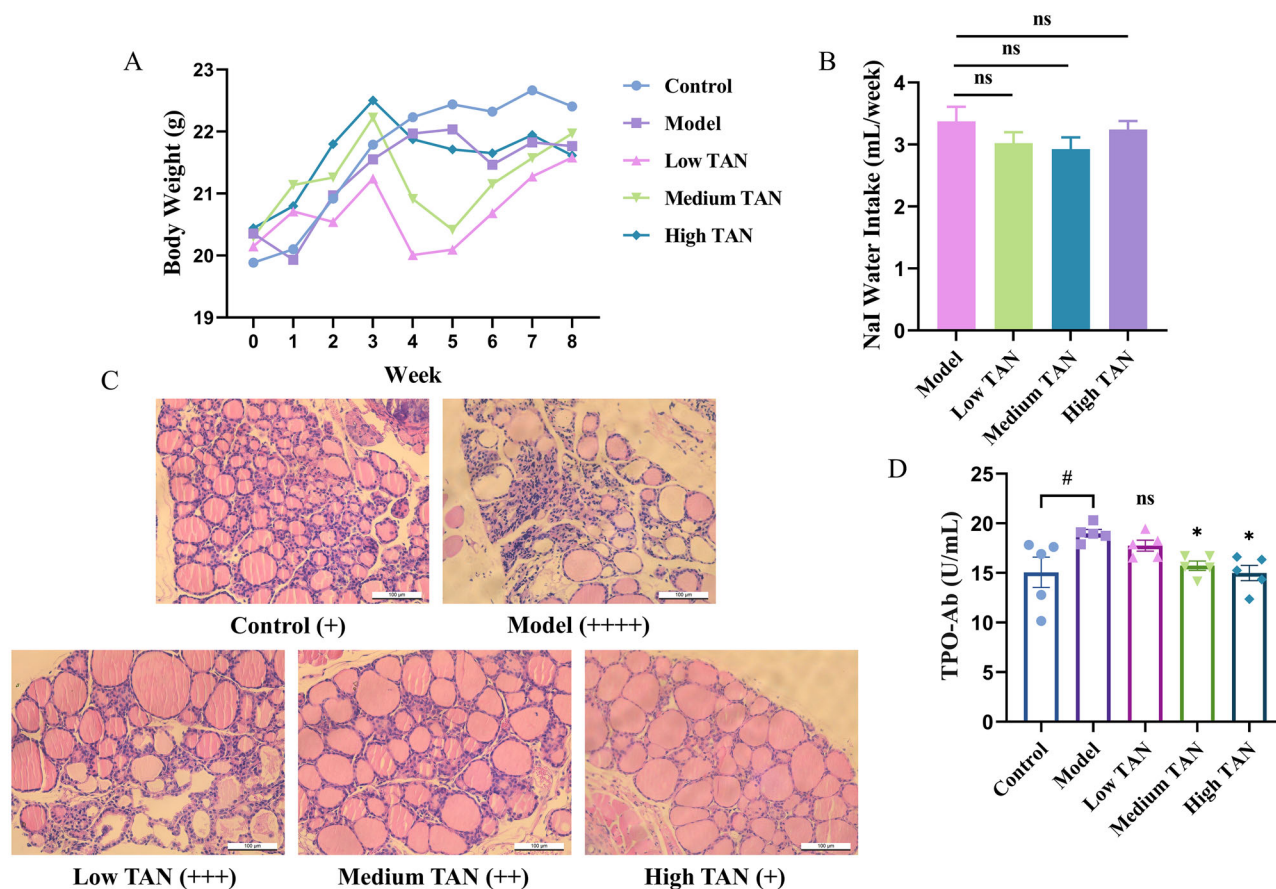 A
Body Weight (g)
23
22
21
20
19
0 1 2 3 4 5 6 7 8
Week
Control
Model
Low TAN
Medium TAN
High TAN
B
NaI Water Intake (mL/week)
4
3
2
1
0
ns
ns
ns
Model
Low TAN
Medium TAN
High TAN
C
100 μm
100 μm
Control (+)
Model (++++)
100 μm
100 μm
100 μm
Low TAN (+++)
Medium TAN (++)
High TAN (+)
D
TPO-Ab (U/mL)
25
20
15
10
5
0
#
ns
*
*
Control
Model
Low TAN
Medium TAN
High TAN